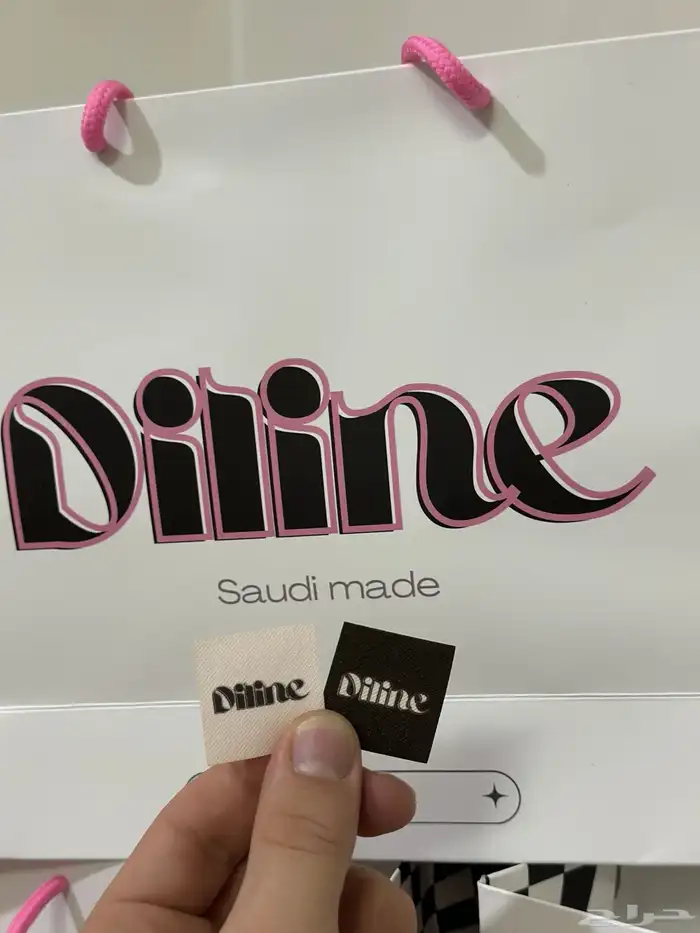 Diline
Saudi made
Diline
Diline
حراج